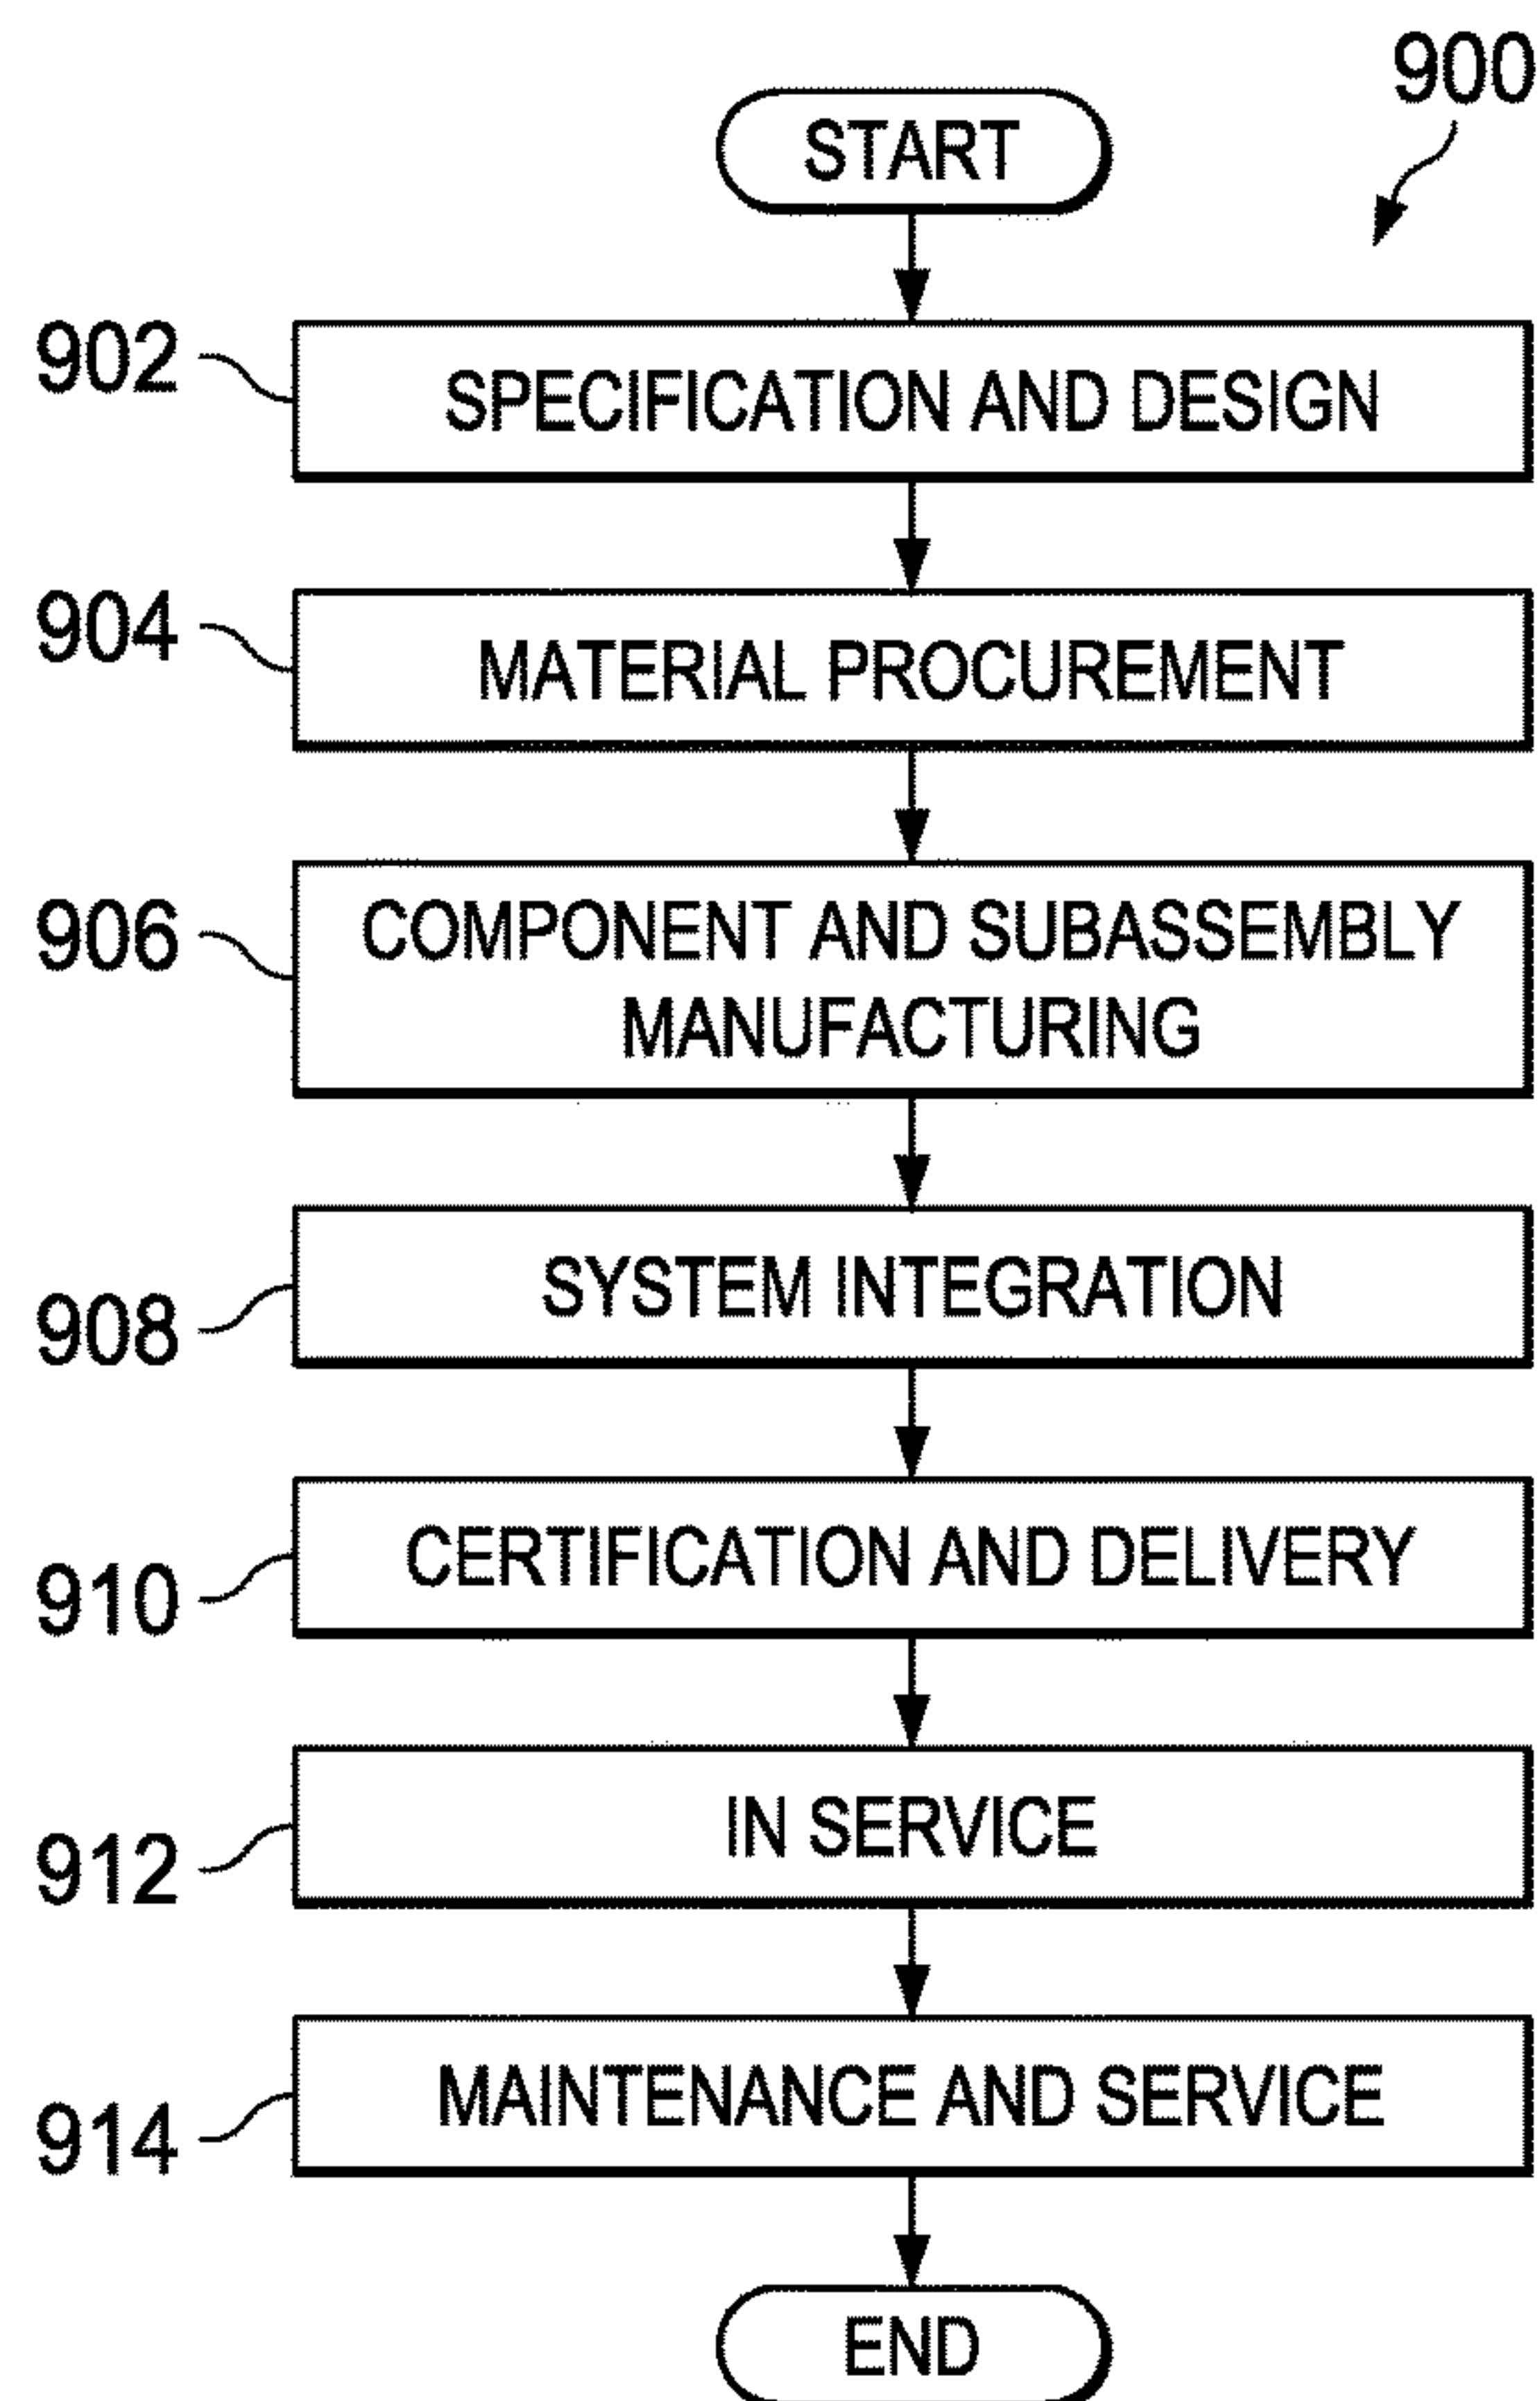 900
START
902
SPECIFICATION AND DESIGN
904
MATERIAL PROCUREMENT
906
COMPONENT AND SUBASSEMBLY
MANUFACTURING
908
SYSTEM INTEGRATION
910
CERTIFICATION AND DELIVERY
912
IN SERVICE
914
MAINTENANCE AND SERVICE
END